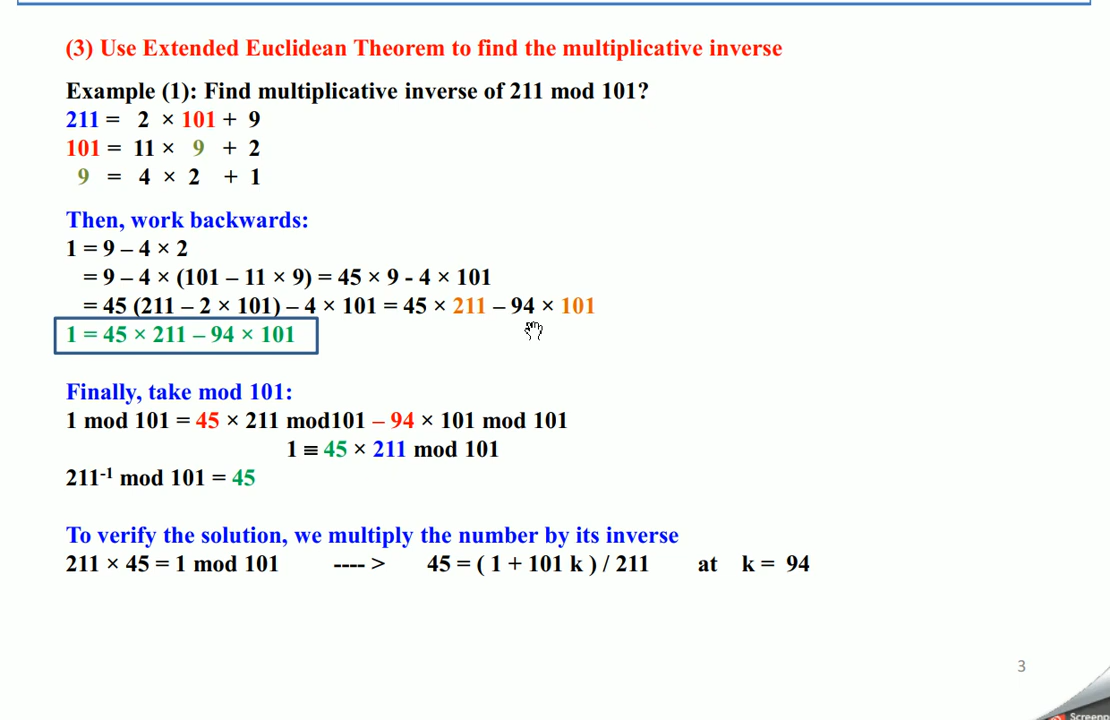 (3) Use Extended Euclidean Theorem to find the multiplicative inverse
Example (1): Find multiplicative inverse of 211 mod 101?
211 = 2 × 101 + 9
101 = 11 × 9 + 2
9 = 4 × 2 + 1
Then, work backwards:
1 = 9 – 4 × 2
= 9 – 4 × (101 – 11 × 9) = 45 × 9 - 4 × 101
= 45 (211 – 2 × 101) – 4 × 101 = 45 × 211 – 94 × 101
1 = 45 × 211 – 94 × 101
Finally, take mod 101:
1 mod 101 = 45 × 211 mod101 – 94 × 101 mod 101
1 ≡ 45 × 211 mod 101
211⁻¹ mod 101 = 45
To verify the solution, we multiply the number by its inverse
211 × 45 = 1 mod 101 ---- > 45 = ( 1 + 101 k ) / 211 at k = 94
3